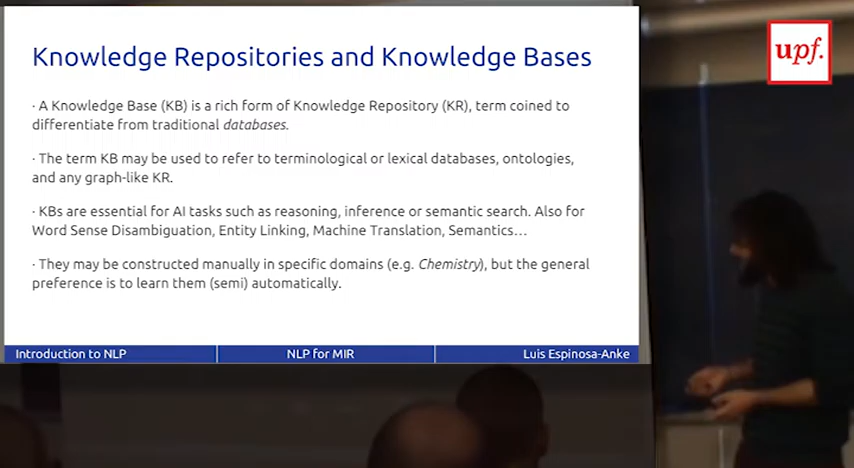 Knowledge Repositories and Knowledge Bases
upf.
· A Knowledge Base (KB) is a rich form of Knowledge Repository (KR), term coined to
differentiate from traditional databases.
· The term KB may be used to refer to terminological or lexical databases, ontologies,
and any graph-like KR.
· KBs are essential for AI tasks such as reasoning, inference or semantic search. Also for
Word Sense Disambiguation, Entity Linking, Machine Translation, Semantics...
· They may be constructed manually in specific domains (e.g. Chemistry), but the general
preference is to learn them (semi) automatically.
Introduction to NLP
NLP for MIR
Luis Espinosa-Anke